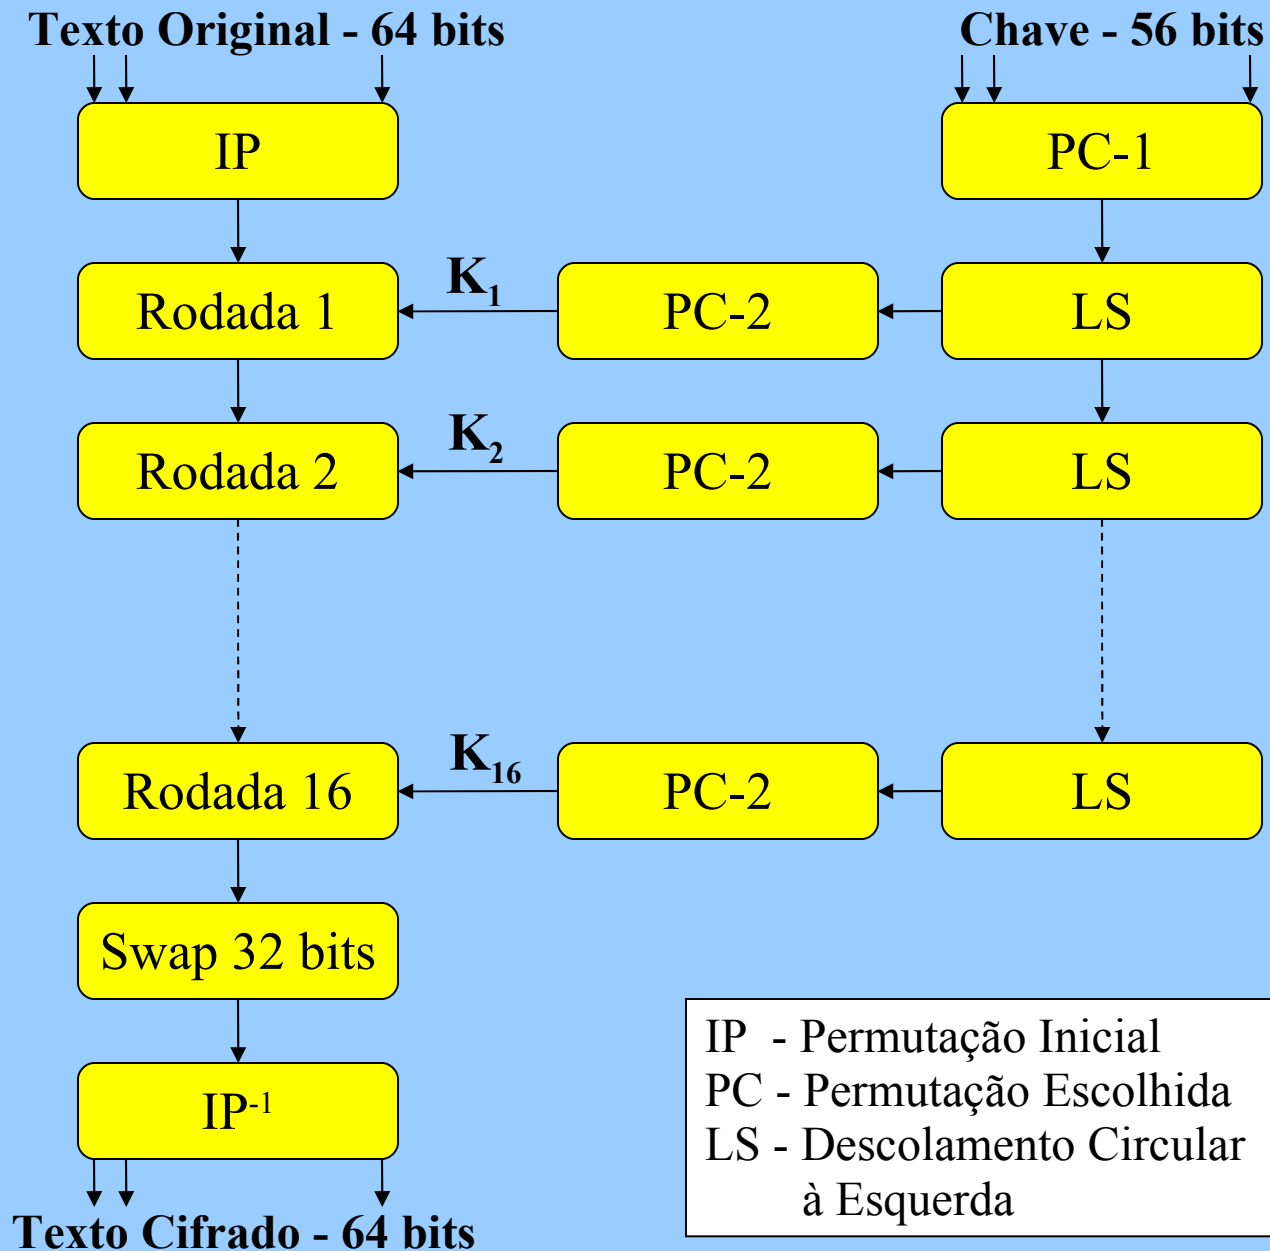 Texto Original - 64 bits
Chave - 56 bits
IP
PC-1
Rodada 1
K1
PC-2
LS
Rodada 2
K2
PC-2
LS
Rodada 16
K16
PC-2
LS
Swap 32 bits
IP-1
Texto Cifrado - 64 bits
IP - Permutação Inicial
PC - Permutação Escolhida
LS - Descolamento Circular
à Esquerda